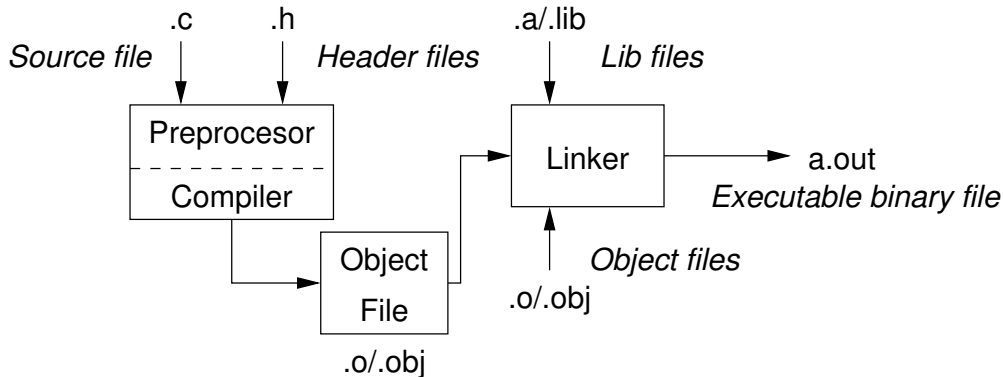 .c
.h
.a/.lib
Source file
Header files
Lib files
Preprocesor
Compiler
Linker
a.out
Executable binary file
Object
File
.o/.obj
Object files
.o/.obj